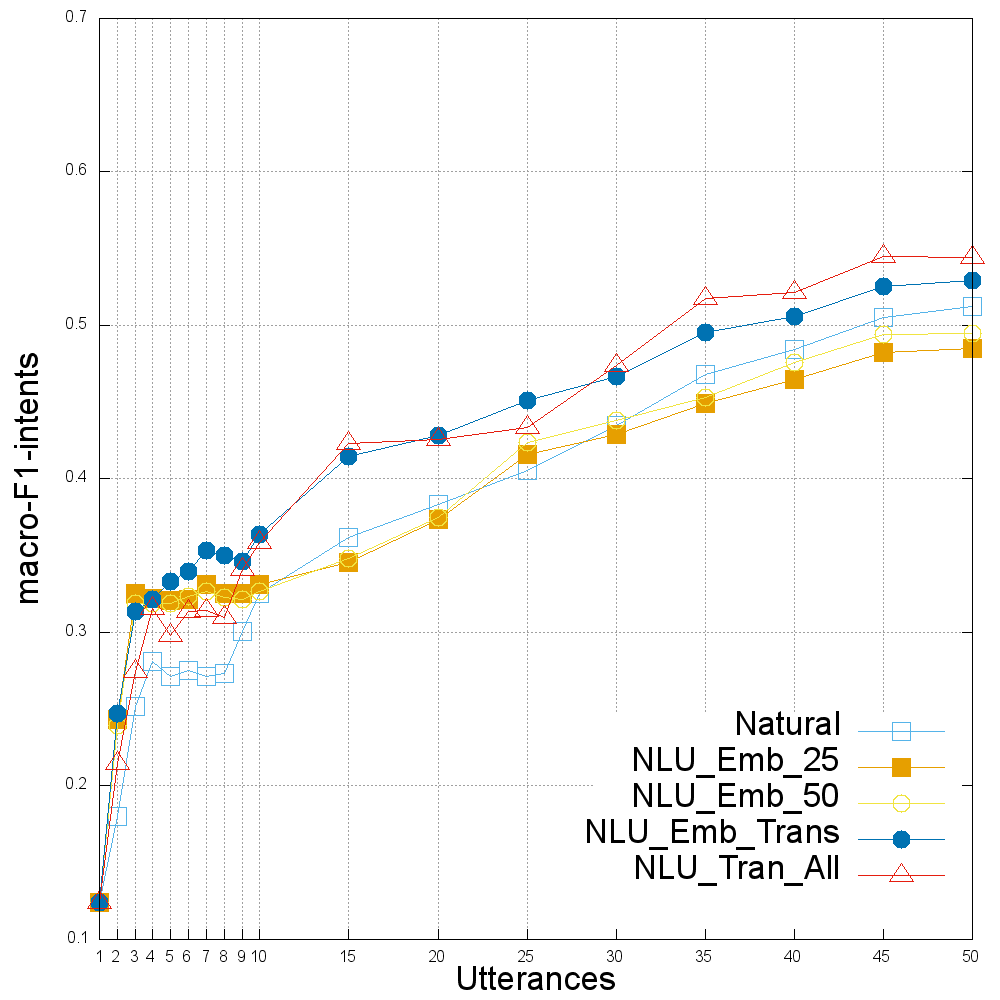 0.7
0.6
0.5
0.4
0.3
0.2
0.1
macro-F1-intents
Natural
NLU_Emb_25
NLU_Emb_50
NLU_Emb_Trans
NLU_Tran_All
1 2 3 4 5 6 7 8 9 10 15 20 25 30 35 40 45 50
Utterances